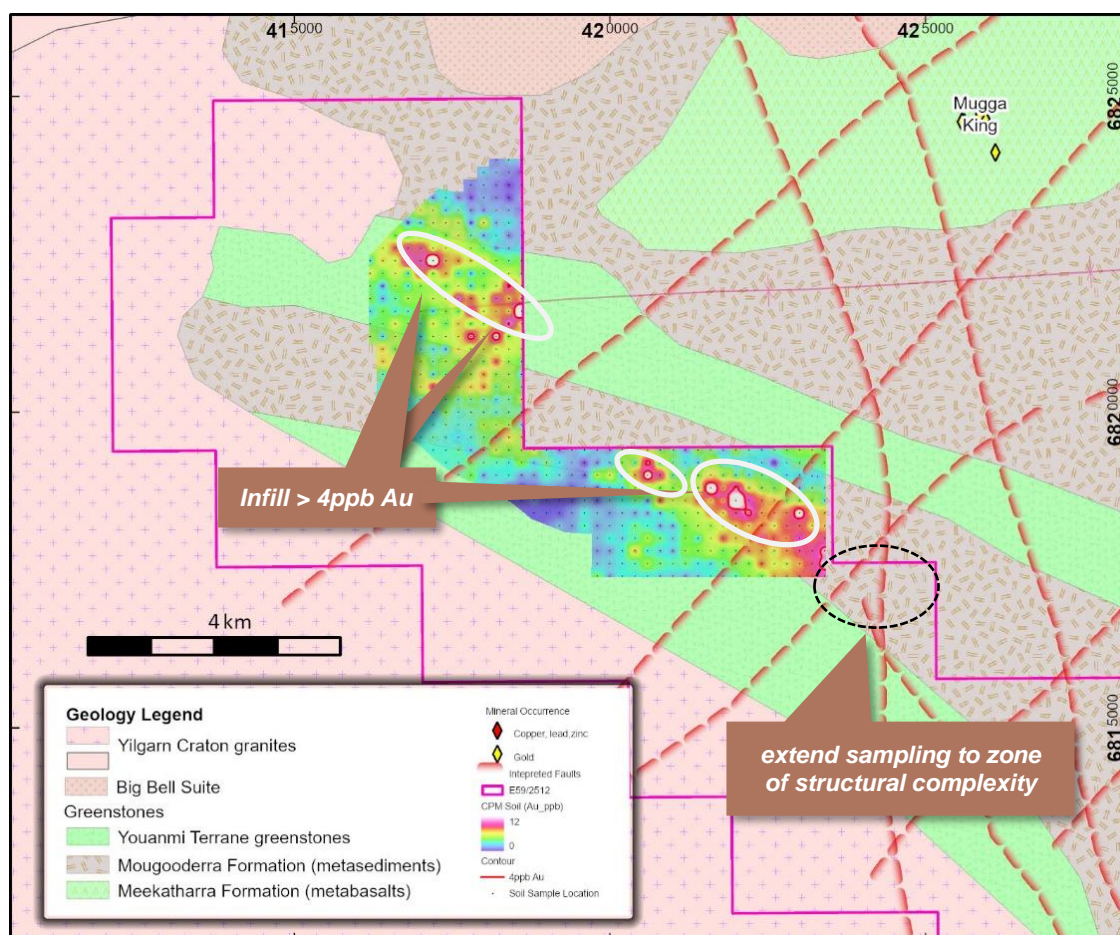 415000
420000
425000
6825000
Mugga
King
6820000
Infill > 4ppb Au
4 km
6815000
extend sampling to zone
of structural complexity
Geology Legend
Yilgarn Craton granites
Big Bell Suite
Greenstones
Youanmi Terrane greenstones
Mougooderra Formation (metasediments)
Meekatharra Formation (metabasalts)
Mineral Occurrence
Copper, lead,zinc
Gold
Intepreted Faults
E59/2512
CPM Soil (Au_ppb)
12
0
Contour
4ppb Au
Soil Sample Location